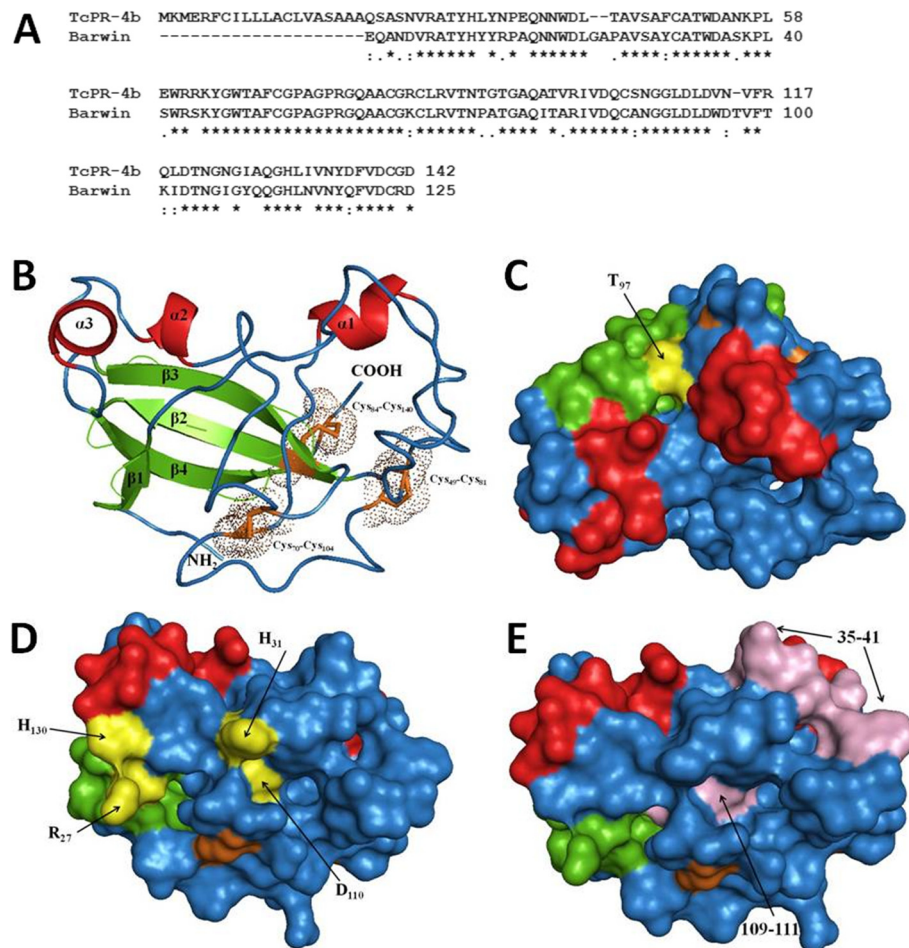 A
TcPR-4b MKMERFCILLLACLVASAAAQSASNVRATYHLYNPEQNNWDL--TAVSAFCATWDANKPL 58
Barwin --------------------EQANDVRATYHYYRPAQNNWDLGAPAVSAYCATWDASKPL 40
:.*.:****** *.* ******  .****:******.***
TcPR-4b EWRRKYGWTAFCGPAGPRGQAACGRCLRVTNTGTGAQATVRIVDQCSNGGLDLDVN-VFR 117
Barwin SWRSKYGWTAFCGPAGPRGQAACGKCLRVTNPATGAQITARIVDQCANGGLDLDWDTVFT 100
.** ********************:******..**** *.******:******* : **
TcPR-4b QLDTNGNGIAQGHLIVNYDFVDCGD 142
Barwin KIDTNGIGYQQGHLNVNYQFVDCRD 125
::**** *  **** ***:**** *
B
α3
α2
α1
β3
COOH
Cys84-Cys140
β2
β1
β4
Cys49-Cys81
Cys70-Cys104
NH2
C
T97
D
H31
H130
R27
D110
E
35-41
109-111